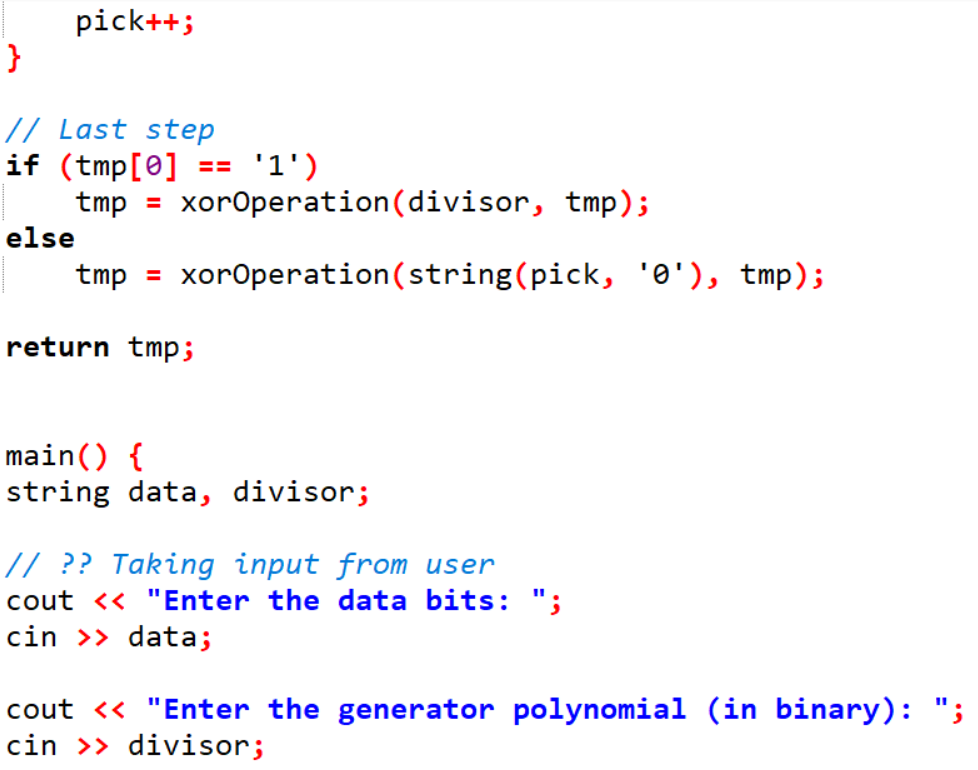 pick++;
}
// Last step
if (tmp[0] == '1')
tmp = xorOperation(divisor, tmp);
else
tmp = xorOperation(string(pick, '0'), tmp);
return tmp;
main() {
string data, divisor;
// ?? Taking input from user
cout << "Enter the data bits: ";
cin >> data;
cout << "Enter the generator polynomial (in binary): ";
cin >> divisor;